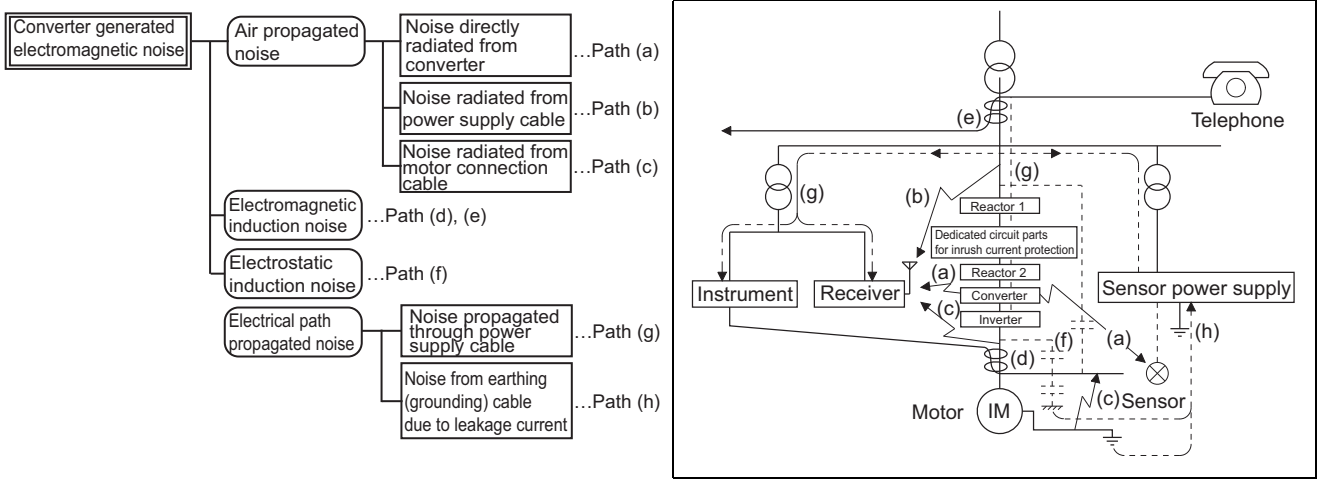 Converter generated
electromagnetic noise
Air propagated
noise
Noise directly
radiated from
converter
…Path (a)
Noise radiated from
power supply cable
…Path (b)
Noise radiated from
motor connection
cable
…Path (c)
Electromagnetic
induction noise
…Path (d), (e)
Electrostatic
induction noise
…Path (f)
Electrical path
propagated noise
Noise propagated
through power
supply cable
…Path (g)
Noise from earthing
(grounding) cable
due to leakage current
…Path (h)
Telephone
(e)
(g)
(g)
(b)
Reactor 1
Dedicated circuit parts
for inrush current protection
Reactor 2
(a)
Instrument
Receiver
Converter
Sensor power supply
(c)
Inverter
(h)
(f)
(a)
(d)
(c)
Sensor
Motor
IM